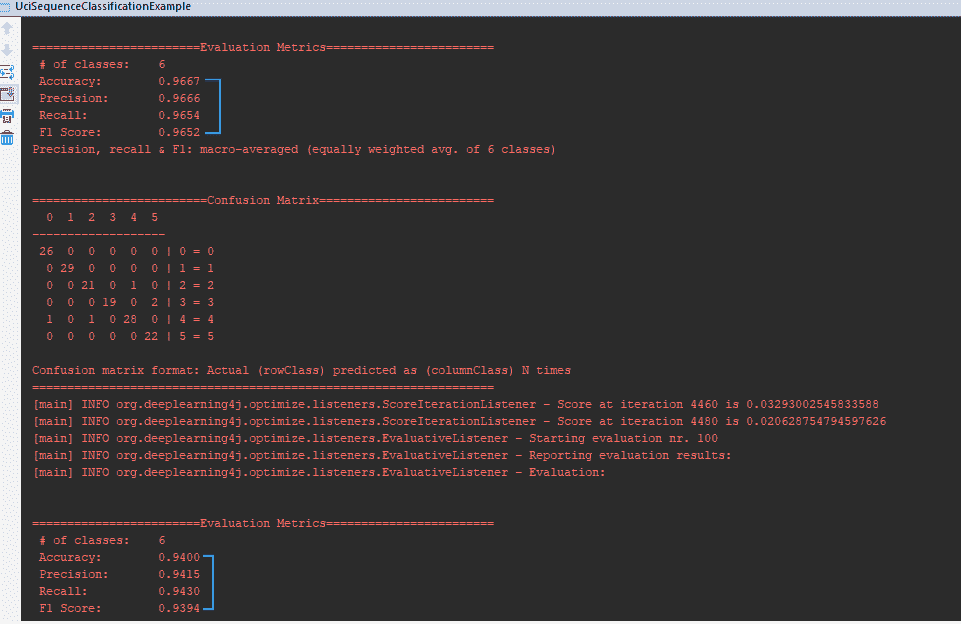 UciSequenceClassificationExample
========================Evaluation Metrics========================
# of classes: 6
Accuracy: 0.9667
Precision: 0.9666
Recall: 0.9654
F1 Score: 0.9652
Precision, recall & F1: macro-averaged (equally weighted avg. of 6 classes)
=========================Confusion Matrix=========================
0 1 2 3 4 5
-------------------
26 0 0 0 0 0 | 0 = 0
0 29 0 0 0 0 | 1 = 1
0 0 21 0 1 0 | 2 = 2
0 0 0 19 0 2 | 3 = 3
1 0 1 0 28 0 | 4 = 4
0 0 0 0 0 22 | 5 = 5
Confusion matrix format: Actual (rowClass) predicted as (columnClass) N times
==================================================================
[main] INFO org.deeplearning4j.optimize.listeners.ScoreIterationListener - Score at iteration 4460 is 0.03293002545833588
[main] INFO org.deeplearning4j.optimize.listeners.ScoreIterationListener - Score at iteration 4480 is 0.020628754794597626
[main] INFO org.deeplearning4j.optimize.listeners.EvaluativeListener - Starting evaluation nr. 100
[main] INFO org.deeplearning4j.optimize.listeners.EvaluativeListener - Reporting evaluation results:
[main] INFO org.deeplearning4j.optimize.listeners.EvaluativeListener - Evaluation:
========================Evaluation Metrics========================
# of classes: 6
Accuracy: 0.9400
Precision: 0.9415
Recall: 0.9430
F1 Score: 0.9394